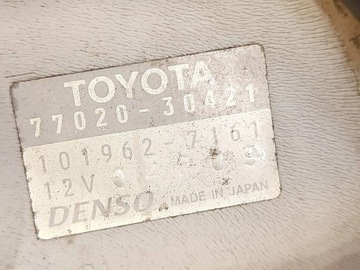 TOYOTA
77020-30421
101962-7161
12V
DENSO MADE IN JAPAN